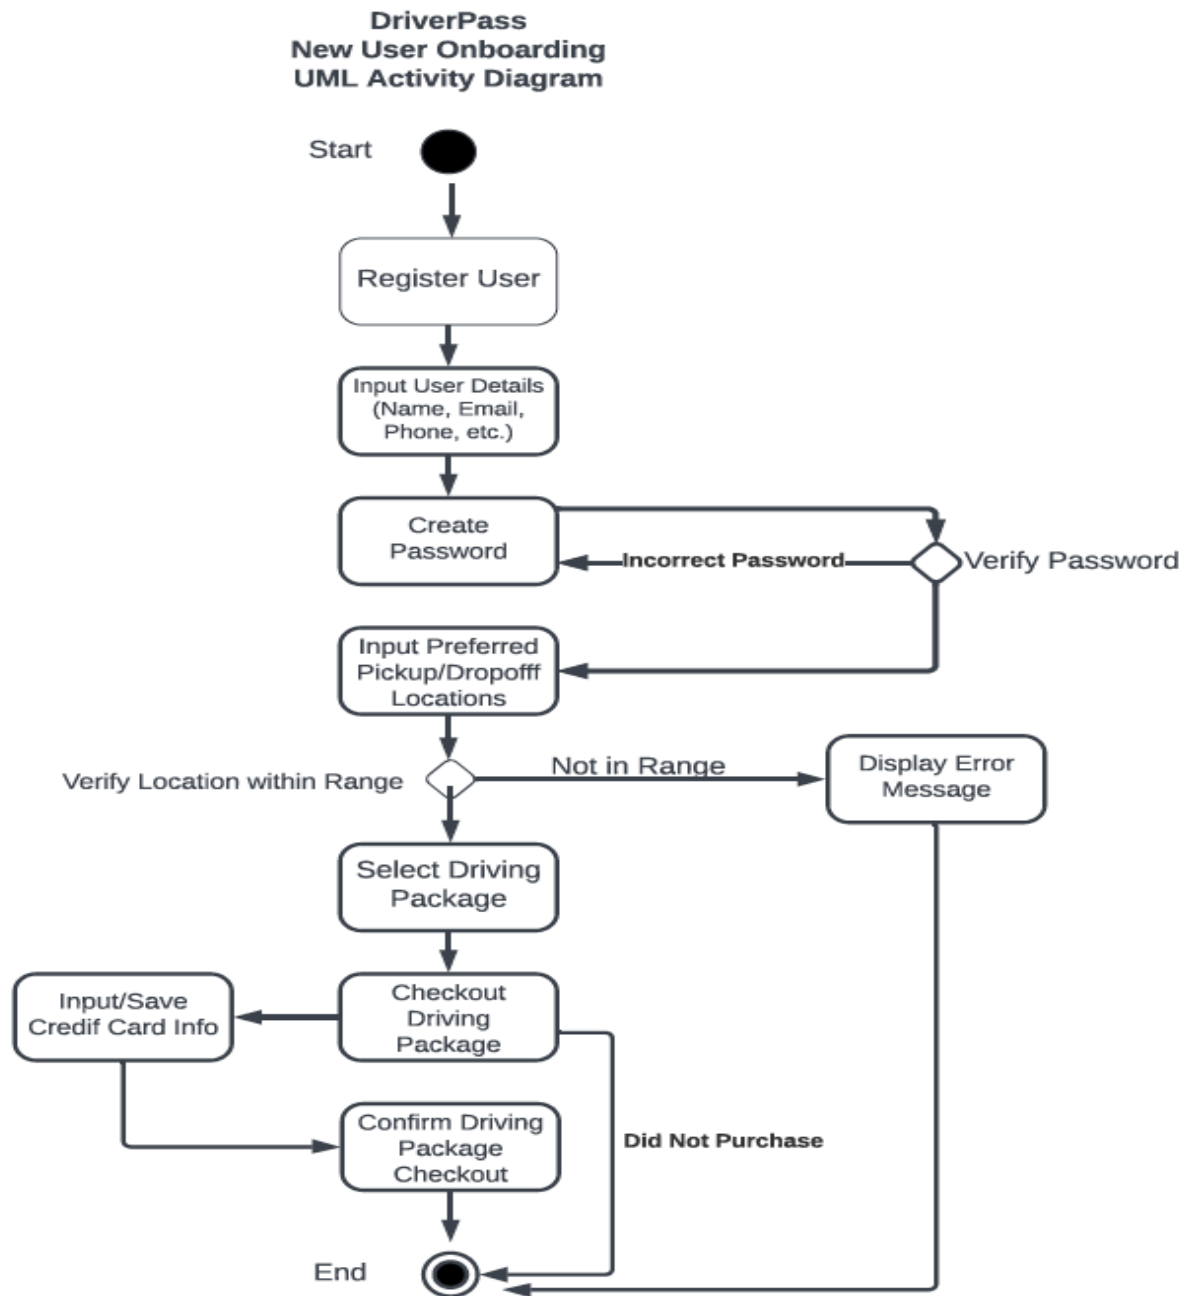 DriverPass
New User Onboarding
UML Activity Diagram
Start
Register User
Input User Details
(Name, Email,
Phone, etc.)
Create
Password
Incorrect Password
Verify Password
Input Preferred
Pickup/Dropofff
Locations
Verify Location within Range
Not in Range
Display Error
Message
Select Driving
Package
Checkout
Driving
Package
Input/Save
Credif Card Info
Confirm Driving
Package
Checkout
Did Not Purchase
End